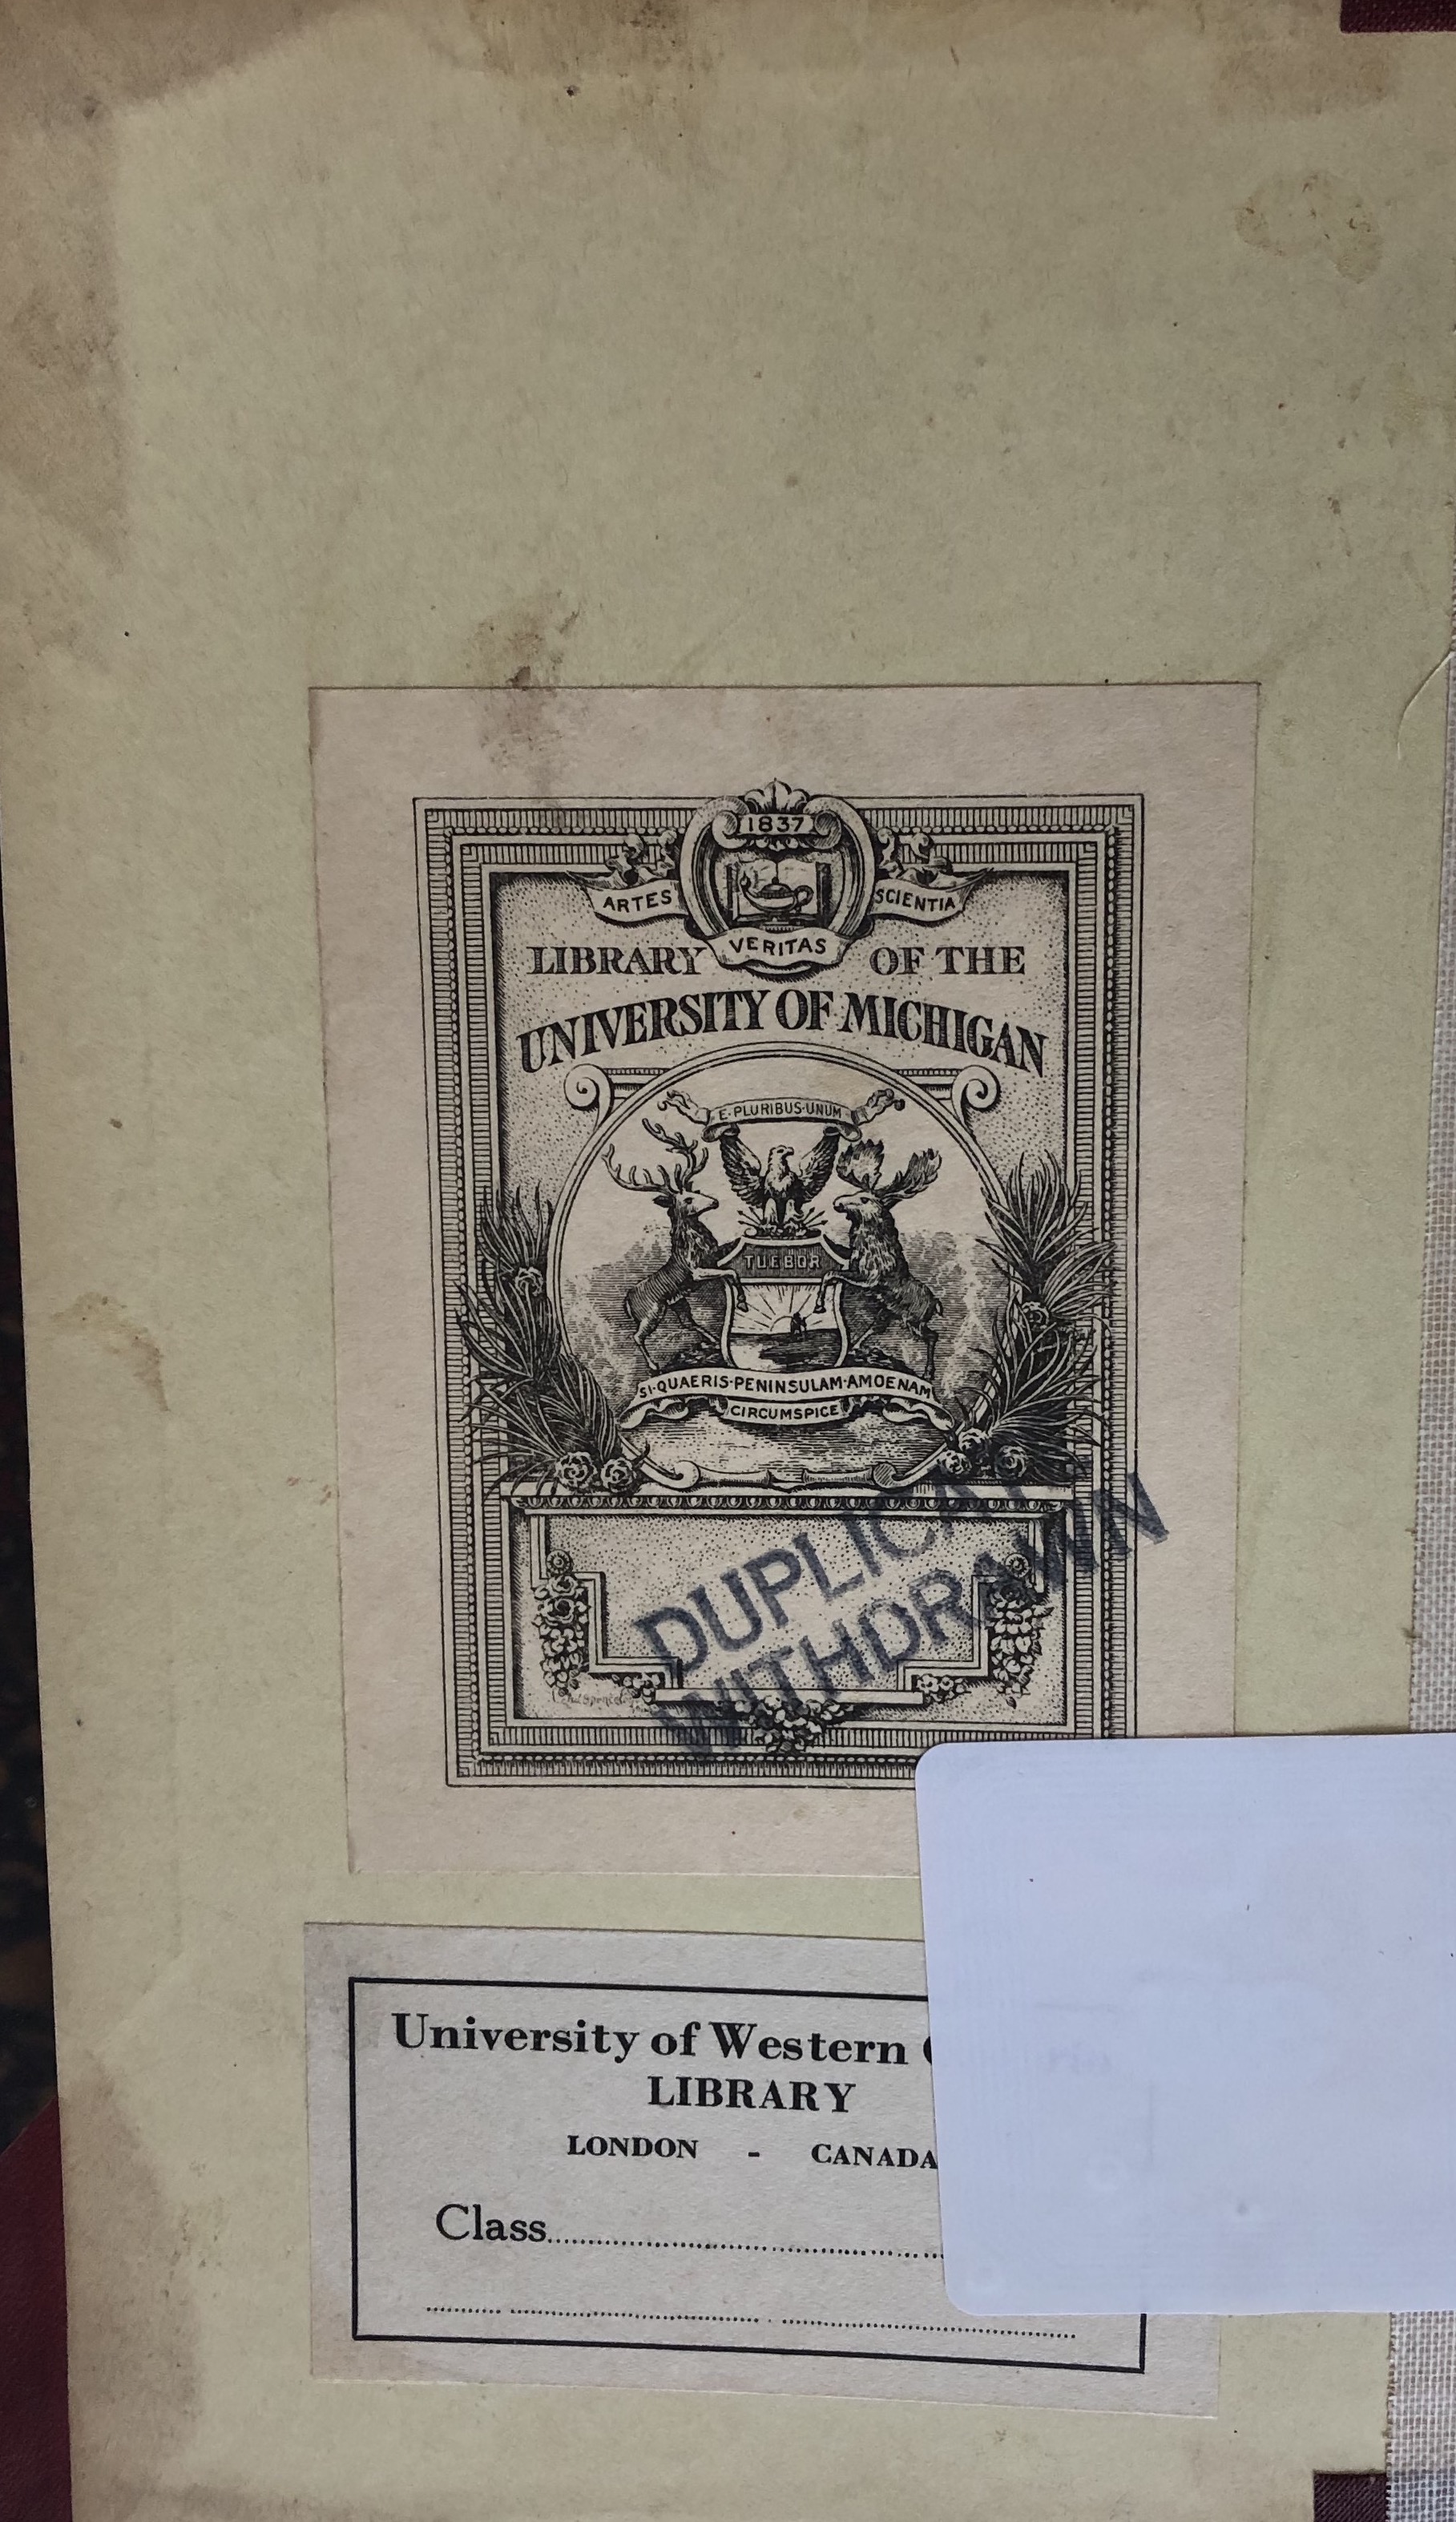 1837
ARTES SCIENTIA
VERITAS
LIBRARY OF THE
UNIVERSITY OF MICHIGAN
E·PLURIBUS·UNUM
TUEBOR
SI·QUAERIS·PENINSULAM·AMOENAM
CIRCUMSPICE
WITHDRAWN
University of Western
LIBRARY
LONDON - CANADA
Class